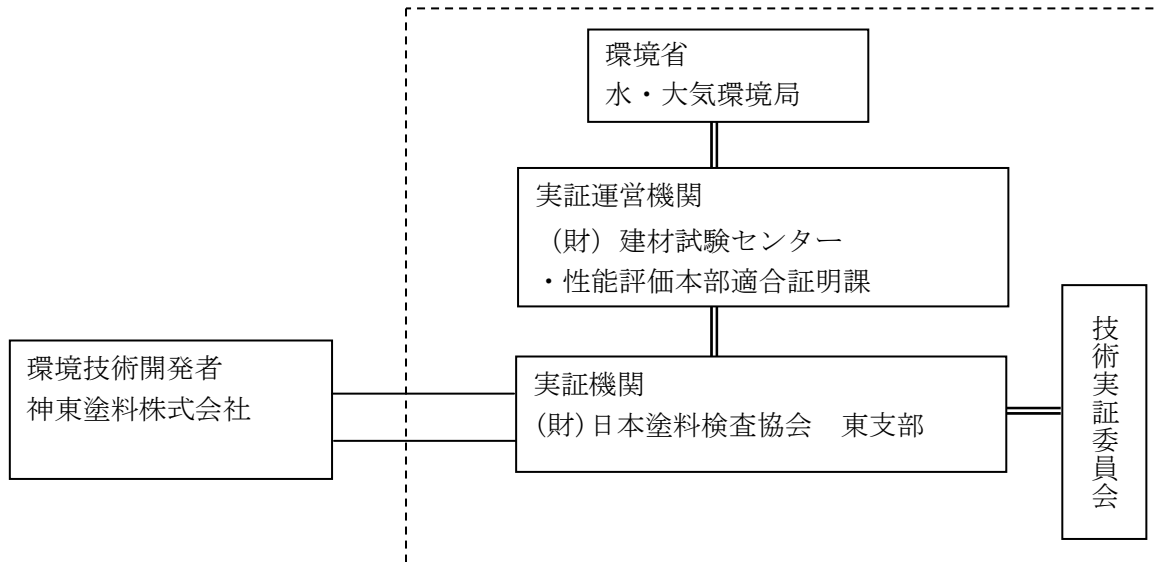 環境省
水・大気環境局
実証運営機関
（財）建材試験センター
・性能評価本部適合証明課
環境技術開発者
神東塗料株式会社
実証機関
(財)日本塗料検査協会　東支部
技術実証委員会